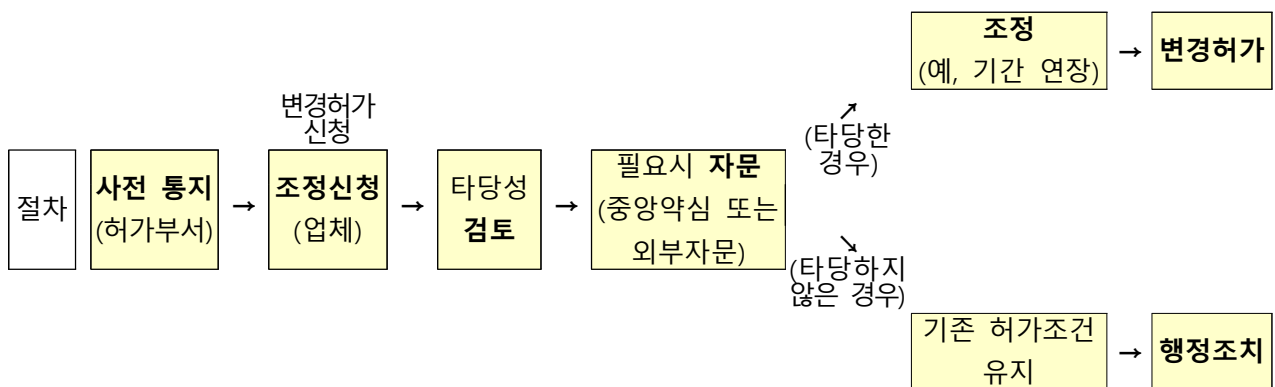 절차
사전 통지
(허가부서)
→
변경허가
신청
조정신청
(업체)
→
타당성
검토
→
필요시 자문
(중앙약심 또는
외부자문)
↗
(타당한
경우)
조정
(예, 기간 연장)
→
변경허가
↘
(타당하지
않은 경우)
기존 허가조건
유지
→
행정조치